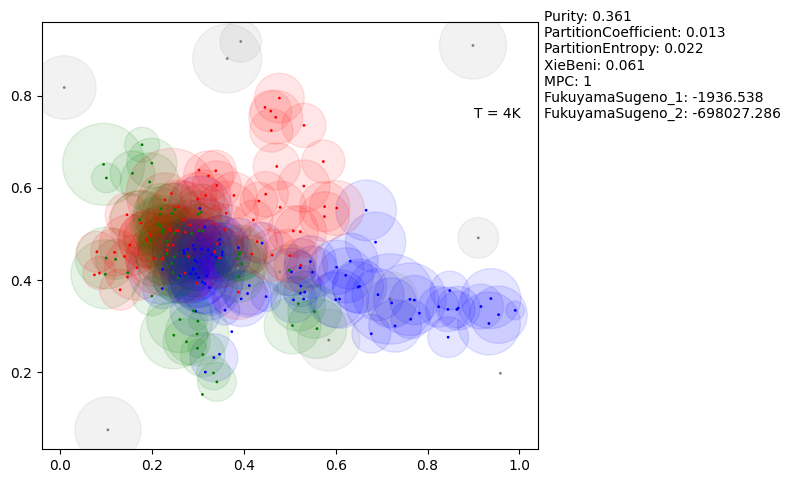 Purity: 0.361
PartitionCoefficient: 0.013
PartitionEntropy: 0.022
XieBeni: 0.061
MPC: 1
FukuyamaSugeno_1: -1936.538
FukuyamaSugeno_2: -698027.286
T = 4K
0.8
0.6
0.4
0.2
0.0 0.2 0.4 0.6 0.8 1.0